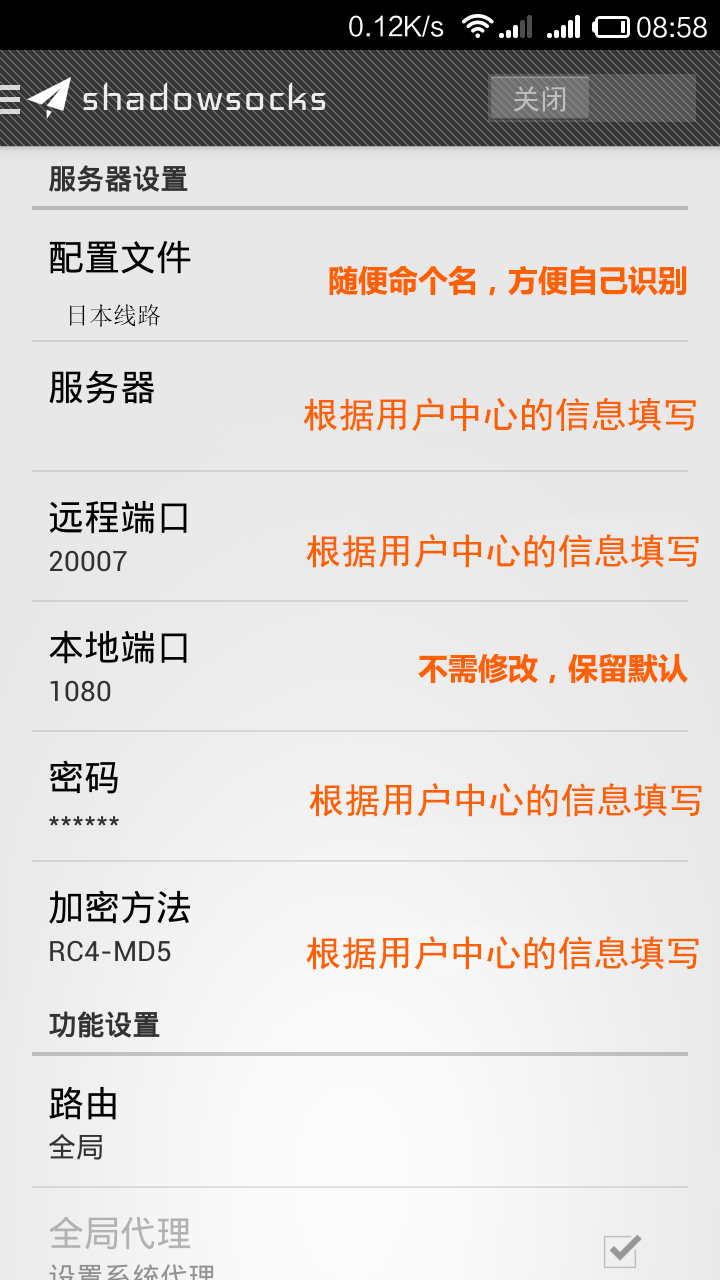 0.12K/s 08:58
shadowsocks 关闭
服务器设置
配置文件
随便命个名，方便自己识别
日本线路
服务器
根据用户中心的信息填写
远程端口
根据用户中心的信息填写
20007
本地端口
不需修改，保留默认
1080
密码
根据用户中心的信息填写
******
加密方法
根据用户中心的信息填写
RC4-MD5
功能设置
路由
全局
全局代理
设置系统代理